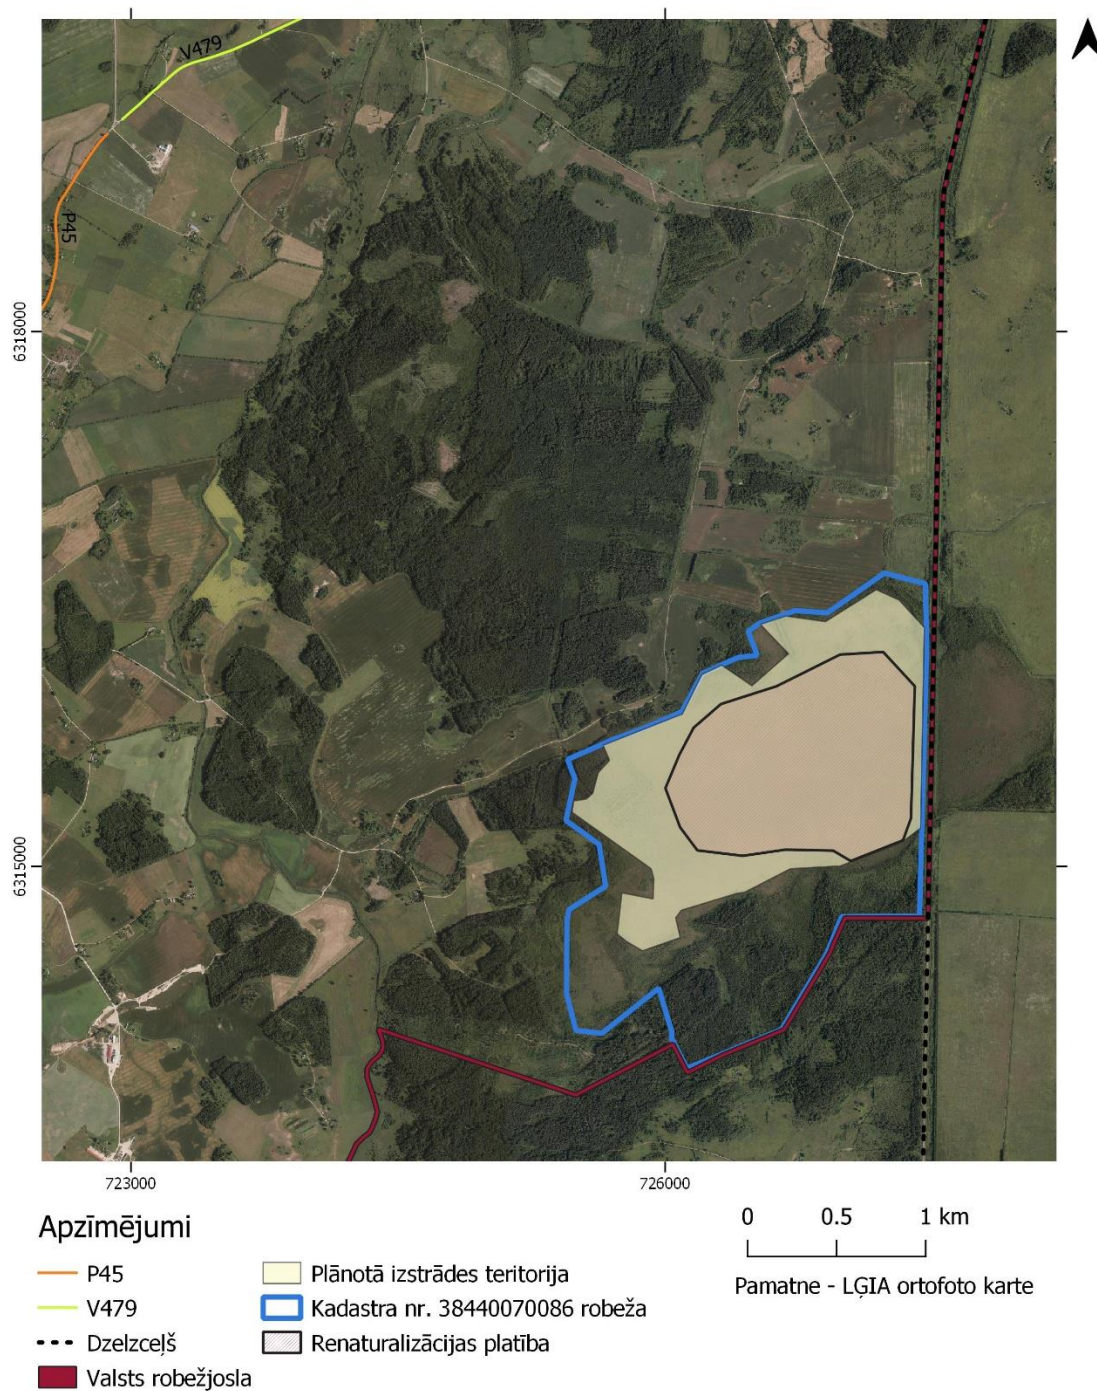 V479
P45
6318000
6315000
723000
726000
Apzīmējumi
P45
V479
Dzelzceļš
Valsts robežjosla
Plānotā izstrādes teritorija
Kadastra nr. 38440070086 robeža
Renaturalizācijas platība
0 0.5 1 km
Pamatne - LĢIA ortofoto karte